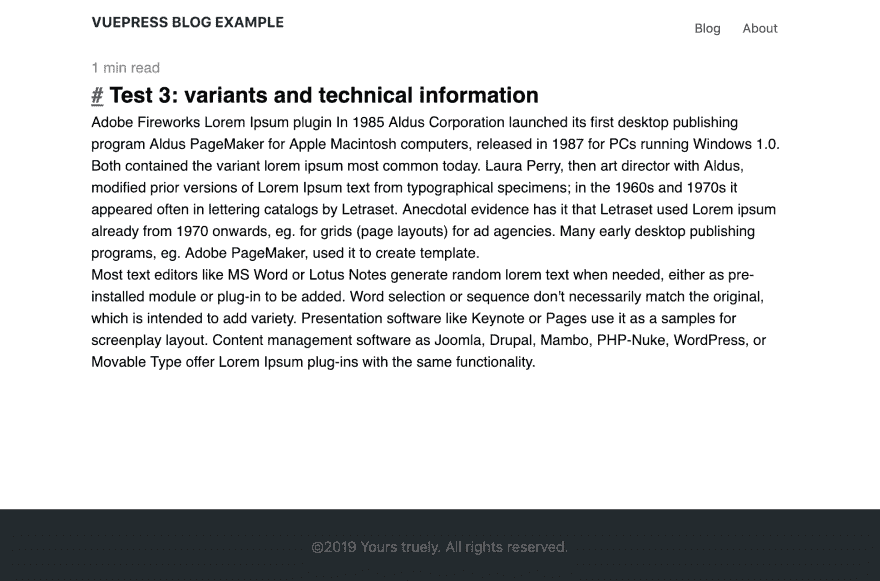 VUEPRESS BLOG EXAMPLE
Blog About
1 min read
# Test 3: variants and technical information
Adobe Fireworks Lorem Ipsum plugin In 1985 Aldus Corporation launched its first desktop publishing
program Aldus PageMaker for Apple Macintosh computers, released in 1987 for PCs running Windows 1.0.
Both contained the variant lorem ipsum most common today. Laura Perry, then art director with Aldus,
modified prior versions of Lorem Ipsum text from typographical specimens; in the 1960s and 1970s it
appeared often in lettering catalogs by Letraset. Anecdotal evidence has it that Letraset used Lorem ipsum
already from 1970 onwards, eg. for grids (page layouts) for ad agencies. Many early desktop publishing
programs, eg. Adobe PageMaker, used it to create template.
Most text editors like MS Word or Lotus Notes generate random lorem text when needed, either as pre-
installed module or plug-in to be added. Word selection or sequence don't necessarily match the original,
which is intended to add variety. Presentation software like Keynote or Pages use it as a samples for
screenplay layout. Content management software as Joomla, Drupal, Mambo, PHP-Nuke, WordPress, or
Movable Type offer Lorem Ipsum plug-ins with the same functionality.
©2019 Yours truely. All rights reserved.